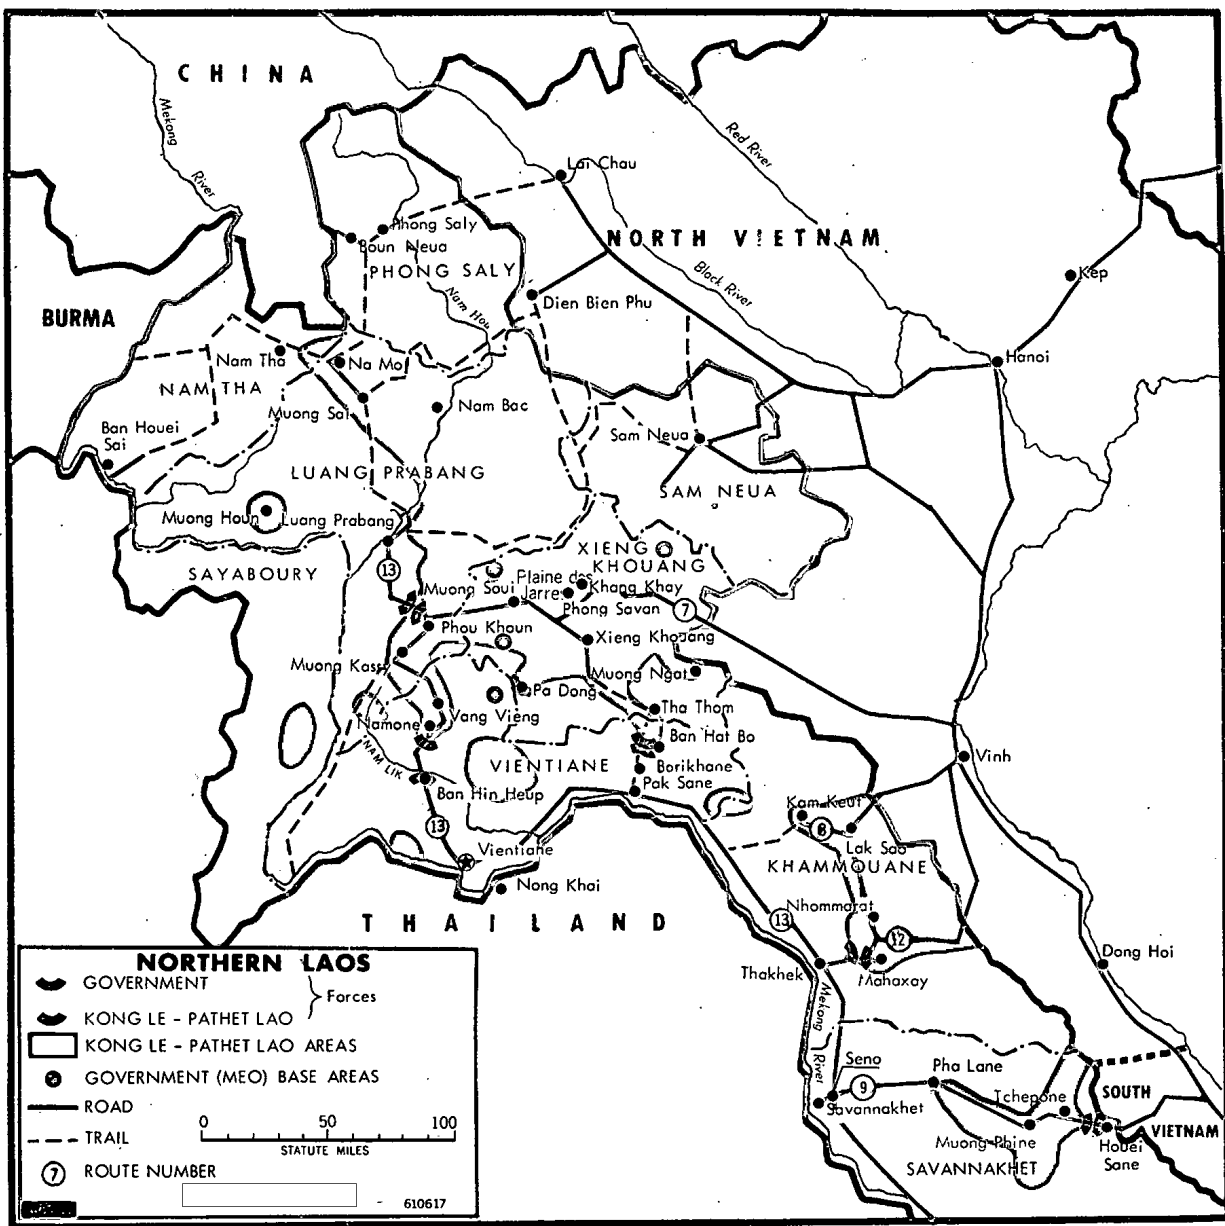 CHINA
Mekong
River
Red River
Lai Chau
Phong Saly
Boun Neua
PHONG SALY
NORTH VIETNAM
Black River
Nam Hou
Kep
BURMA
Dien Bien Phu
Nam Tha
Na Mo
Hanoi
NAM THA
Muong Sai
Nam Bac
Ban Houei
Sai
Sam Neua
LUANG PRABANG
SAM NEUA
Muong Houn
Luang Prabang
XIENG
KHOUANG
SAYABOURY
13
Muong Soui
Plaine des
Jarres
Khang Khay
Phong Savan
7
Phou Khoun
Xieng Khouang
Muong Kassy
Muong Ngat
Pa Dong
Tha Thom
Vang Vieng
Namone
Ban Hat Bo
NAM LIK
VIENTIANE
Borikhane
Pak Sane
Vinh
Ban Hin Heup
Kam Keut
8
13
Lak Sao
Vientiane
KHAMMOUANE
Nong Khai
Nhommarat
THAILAND
13
12
Dong Hoi
Thakhek
Mahaxay
Mekong
River
Seno
Pha Lane
9
Savannakhet
Tchepone
SOUTH
VIETNAM
Muong Phine
Houei
Sane
SAVANNAKHET
NORTHERN LAOS
GOVERNMENT
KONG LE - PATHET LAO
Forces
KONG LE - PATHET LAO AREAS
GOVERNMENT (MEO) BASE AREAS
ROAD
0 50 100
TRAIL
STATUTE MILES
7 ROUTE NUMBER
610617